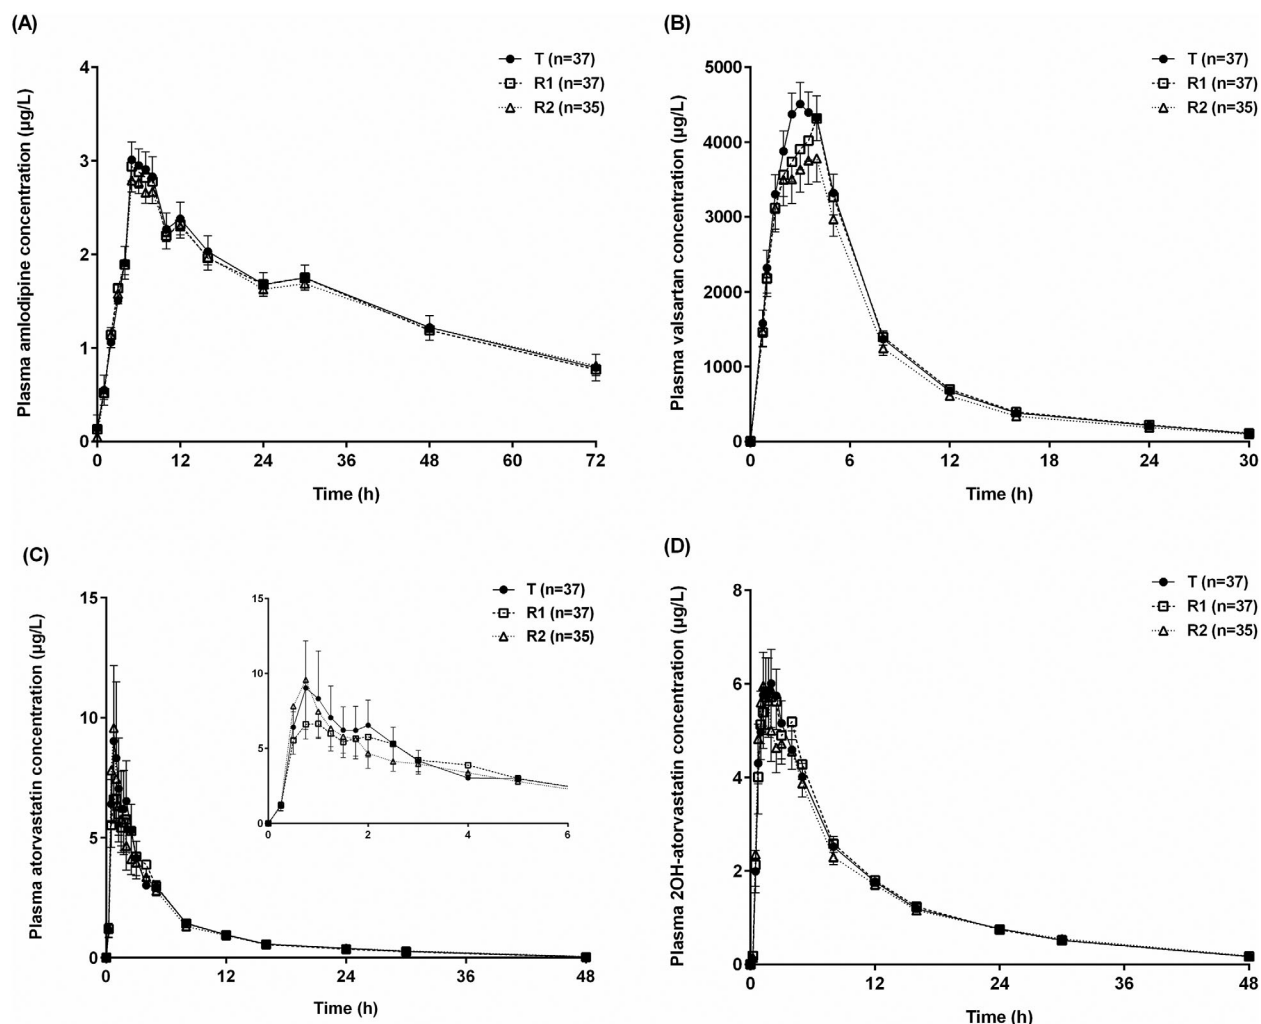 (A)
T (n=37)
R1 (n=37)
R2 (n=35)
Plasma amlodipine concentration (µg/L)
4
3
2
1
0
0 12 24 36 48 60 72
Time (h)
(B)
T (n=37)
R1 (n=37)
R2 (n=35)
Plasma valsartan concentration (µg/L)
5000
4000
3000
2000
1000
0
0 6 12 18 24 30
Time (h)
(C)
T (n=37)
R1 (n=37)
R2 (n=35)
Plasma atorvastatin concentration (µg/L)
15
10
5
0
0 12 24 36 48
Time (h)
15
10
5
0
0 2 4 6
(D)
T (n=37)
R1 (n=37)
R2 (n=35)
Plasma 2OH-atorvastatin concentration (µg/L)
8
6
4
2
0
0 12 24 36 48
Time (h)